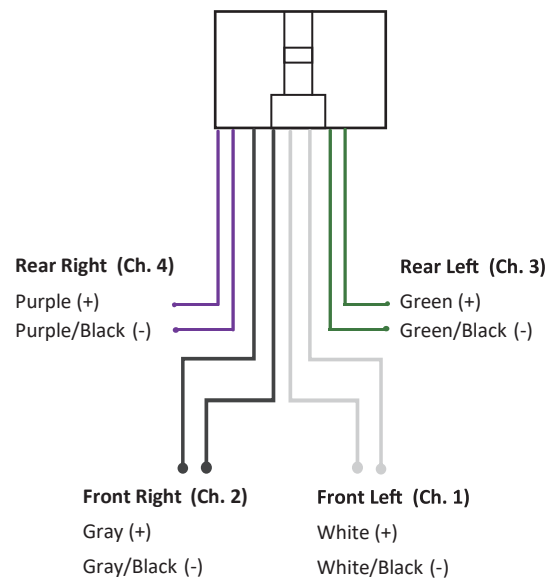 Rear Right (Ch. 4)
Purple (+)
Purple/Black (-)
Rear Left (Ch. 3)
Green (+)
Green/Black (-)
Front Right (Ch. 2)
Gray (+)
Gray/Black (-)
Front Left (Ch. 1)
White (+)
White/Black (-)